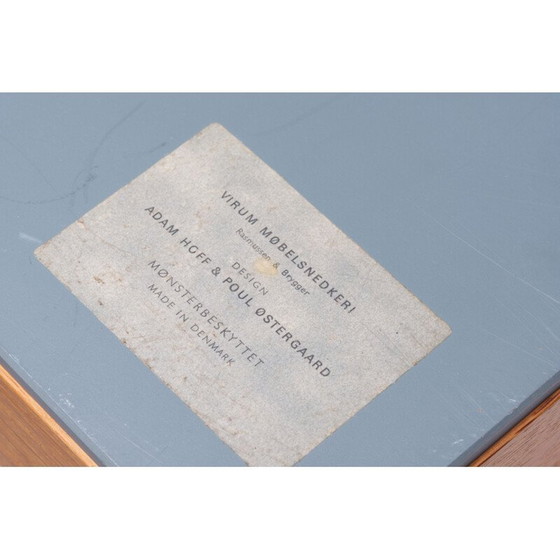 VIRUM MØBELSNEDKERI
Rasmussen & Brygger
DESIGN
ADAM HOFF & POUL ØSTERGAARD
MØNSTERBESKYTTET
MADE IN DENMARK